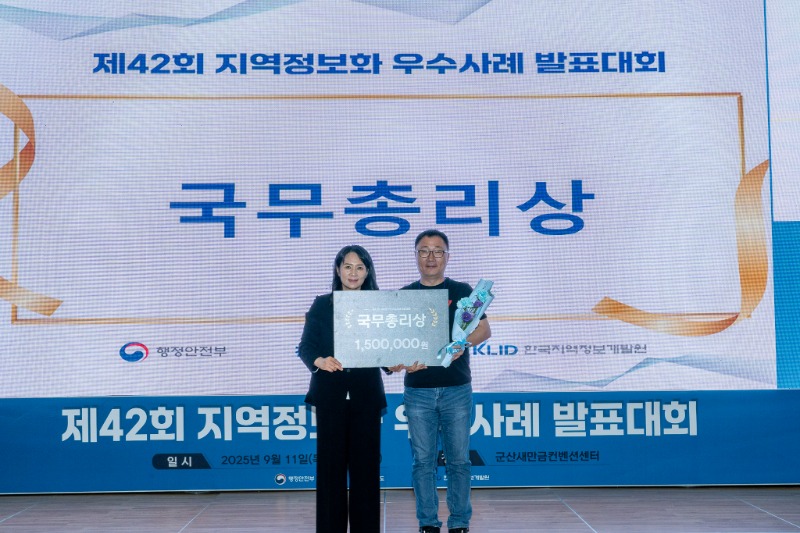 제42회 지역정보화 우수사례 발표대회
국무총리상
국무총리상
1,500,000원
행정안전부
KLID 한국지역정보개발원
제42회 지역정보화 우수사례 발표대회
일 시 2025년 9월 11일
군산새만금컨벤션센터
행정안전부